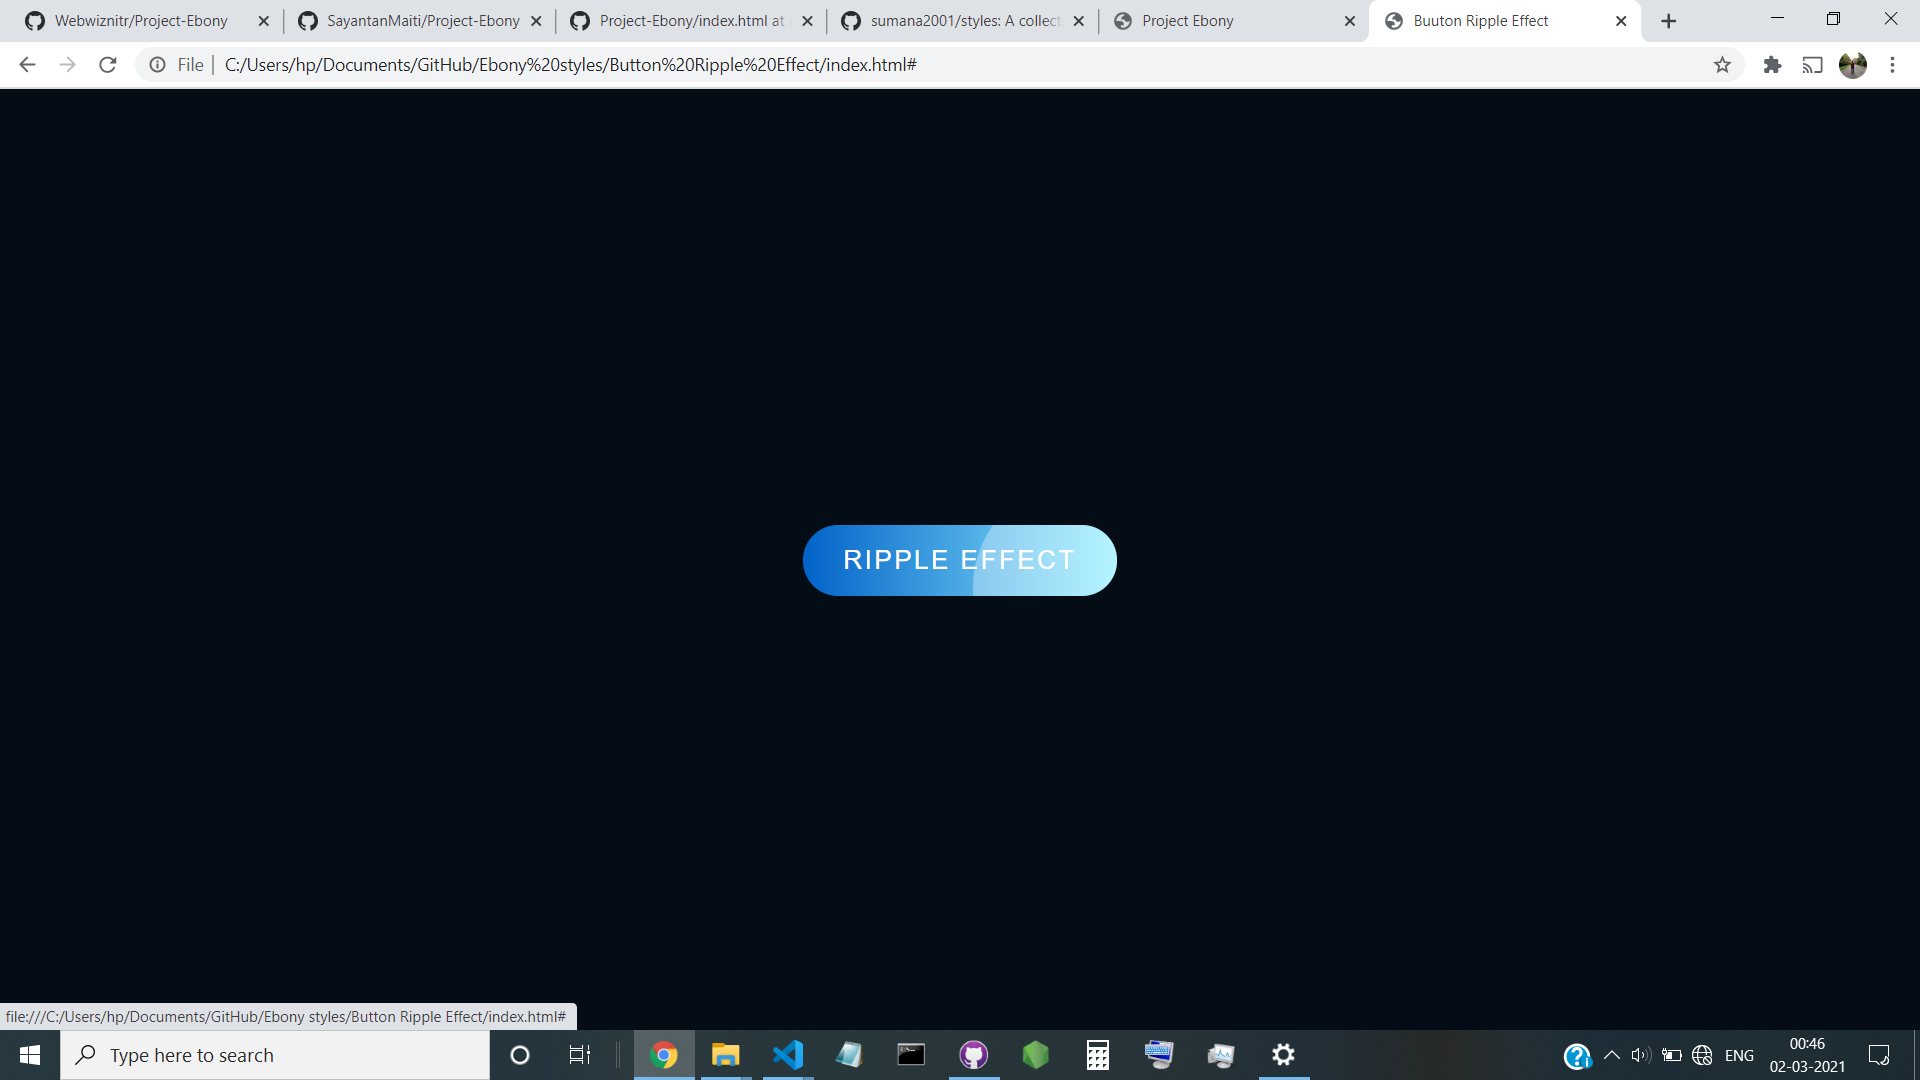 Webwiznitr/Project-Ebony
SayantanMaiti/Project-Ebony
Project-Ebony/index.html at
sumana2001/styles: A collect
Project Ebony
Buuton Ripple Effect
File | C:/Users/hp/Documents/GitHub/Ebony%20styles/Button%20Ripple%20Effect/index.html#
RIPPLE EFFECT
file:///C:/Users/hp/Documents/GitHub/Ebony styles/Button Ripple Effect/index.html#
Type here to search
ENG
00:46
02-03-2021